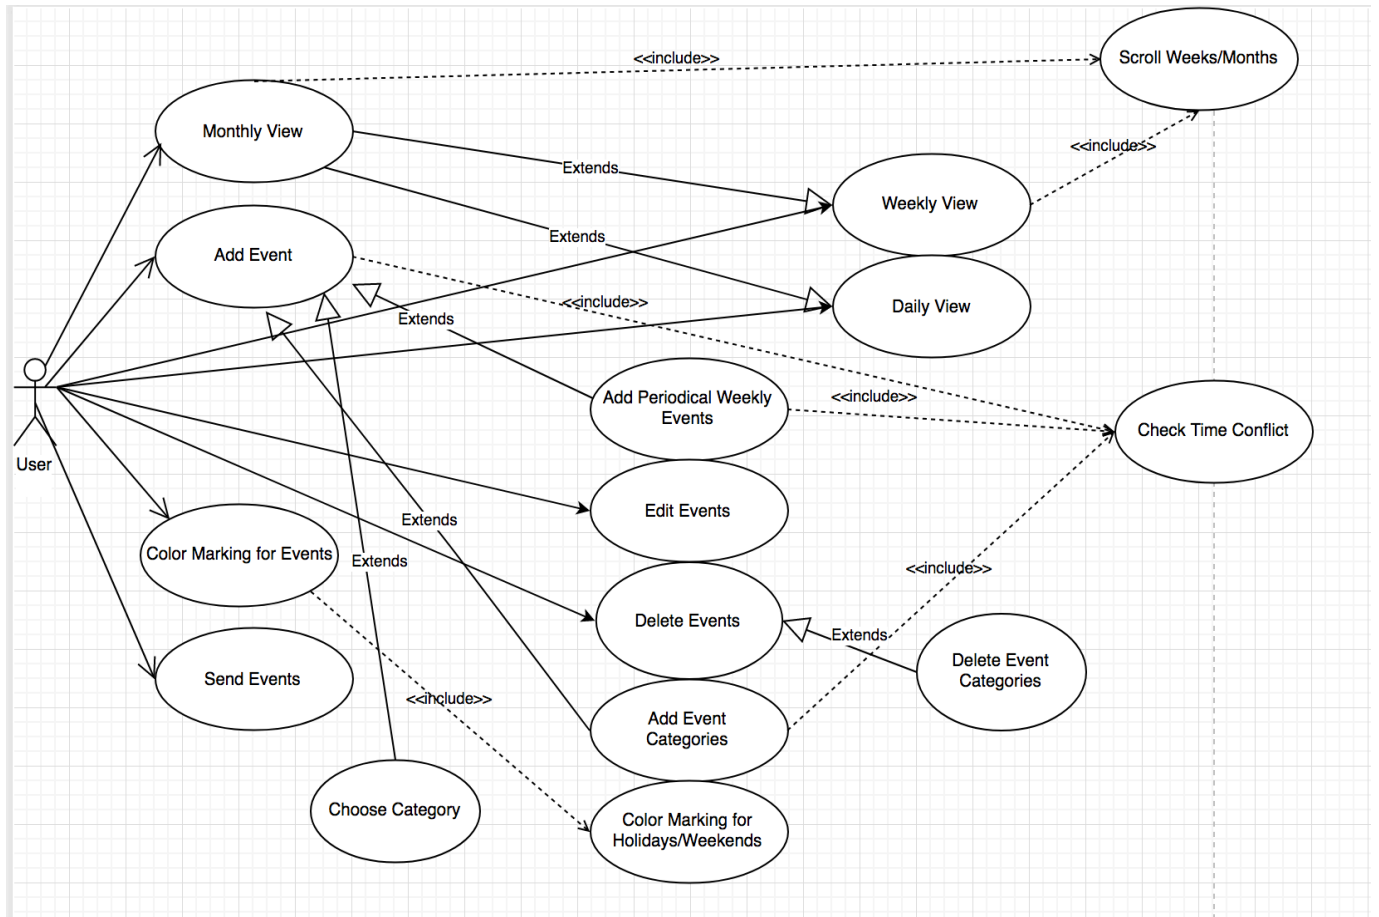 <<include>>
Scroll Weeks/Months
Monthly View
<<include>>
Extends
Weekly View
Extends
Add Event
<<include>>
Daily View
Extends
Add Periodical Weekly
Events
<<include>>
Check Time Conflict
User
Edit Events
Extends
Color Marking for Events
Extends
<<include>>
Delete Events
Extends
Delete Event
Categories
Send Events
<<include>>
Add Event
Categories
Choose Category
Color Marking for
Holidays/Weekends